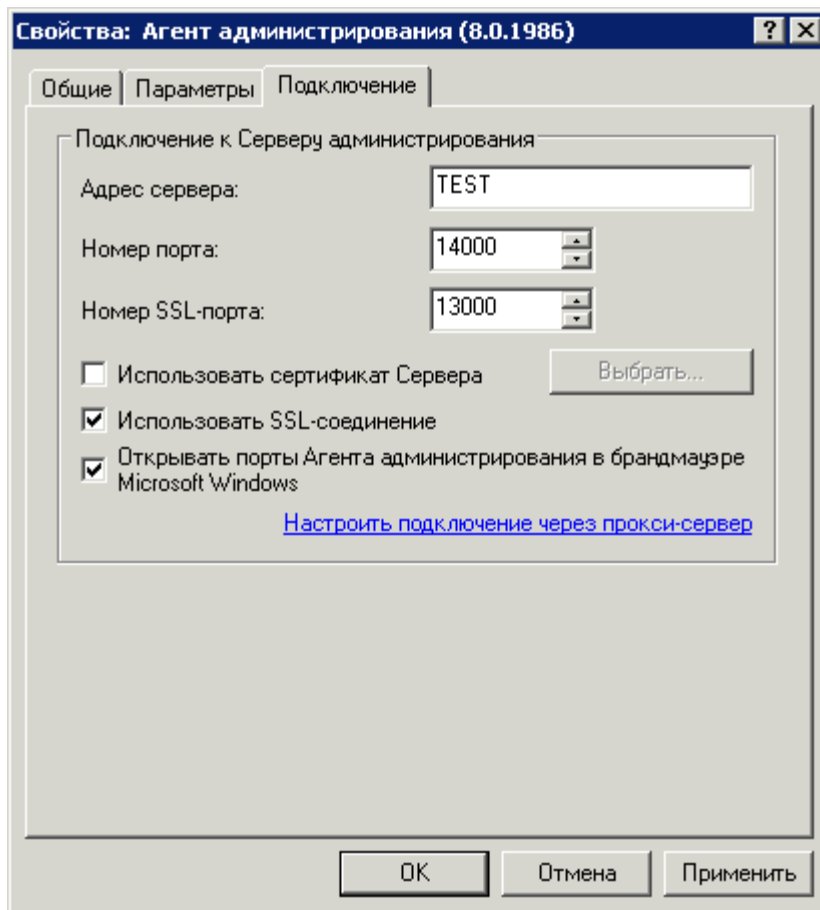 Свойства: Агент администрирования (8.0.1986)
Общие Параметры Подключение
Подключение к Серверу администрирования
Адрес сервера: TEST
Номер порта: 14000
Номер SSL-порта: 13000
Использовать сертификат Сервера Выбрать...
Использовать SSL-соединение
Открывать порты Агента администрирования в брандмауэре
Microsoft Windows
Настроить подключение через прокси-сервер
OK Отмена Применить